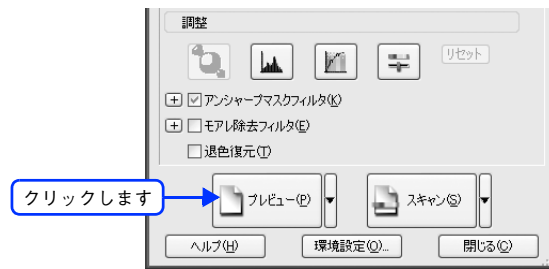 調整
リセット
アンシャープマスクフィルタ(K)
モアレ除去フィルタ(E)
退色復元(T)
クリックします
プレビュー(P)
スキャン(S)
ヘルプ(H)
環境設定(O)...
閉じる(C)